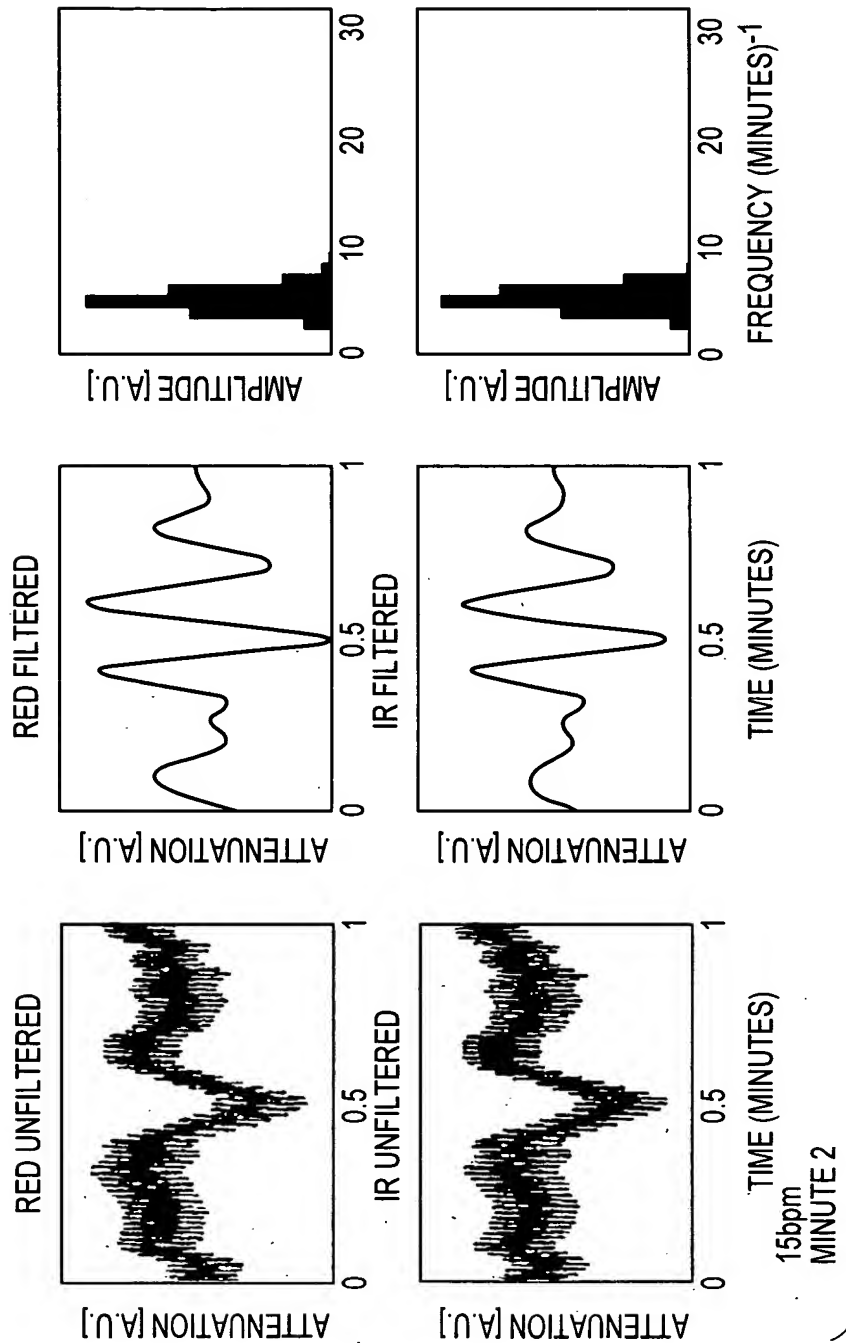 RED UNFILTERED
ATTENUATION [A.U.]
0
0.5
1
IR UNFILTERED
ATTENUATION [A.U.]
0
0.5
1
TIME (MINUTES)
15bpm
MINUTE 2
RED FILTERED
ATTENUATION [A.U.]
0
0.5
1
IR FILTERED
ATTENUATION [A.U.]
0
0.5
1
TIME (MINUTES)
AMPLITUDE [A.U.]
0
10
20
30
AMPLITUDE [A.U.]
0
10
20
30
FREQUENCY (MINUTES)-1